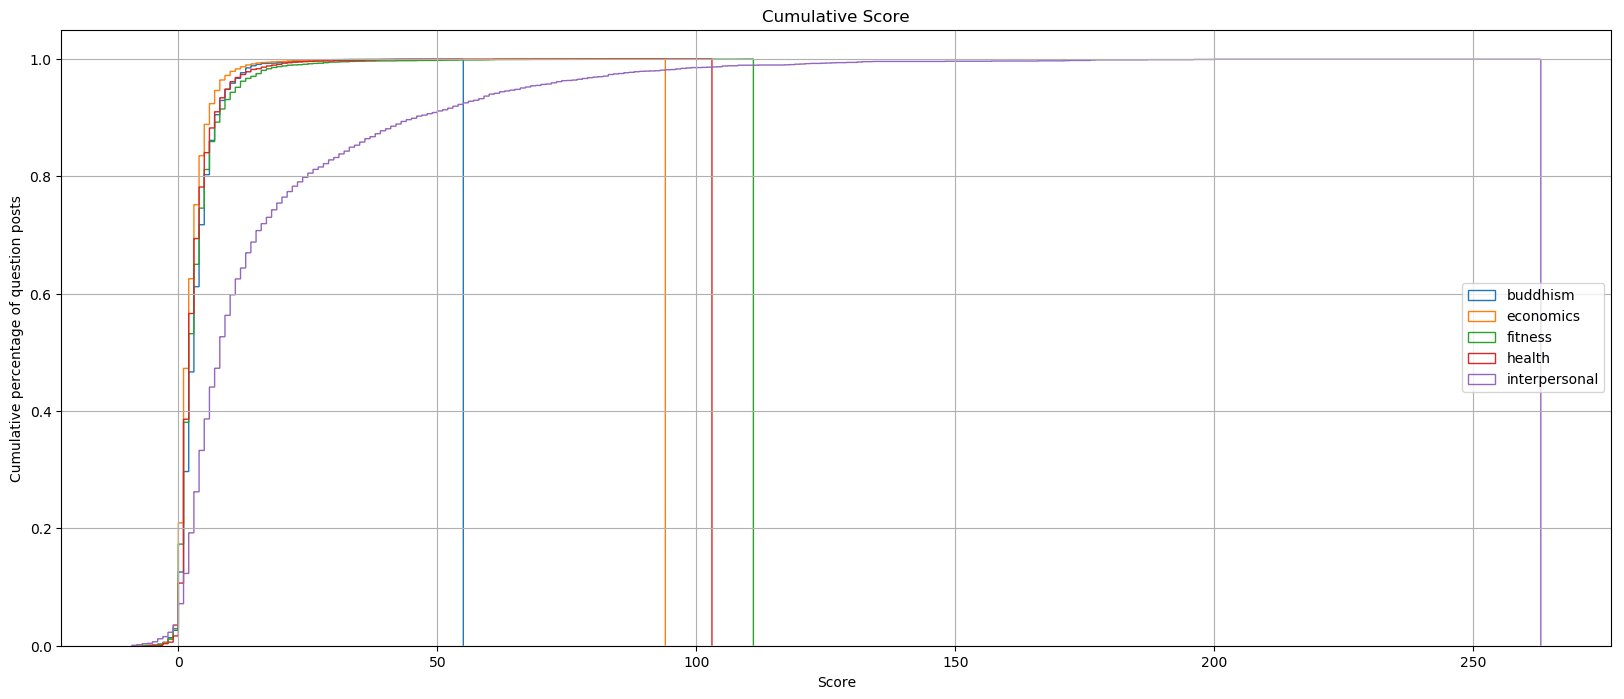 Cumulative Score
Cumulative percentage of question posts
1.0
0.8
0.6
0.4
0.2
0.0
0
50
100
150
200
250
Score
buddhism
economics
fitness
health
interpersonal